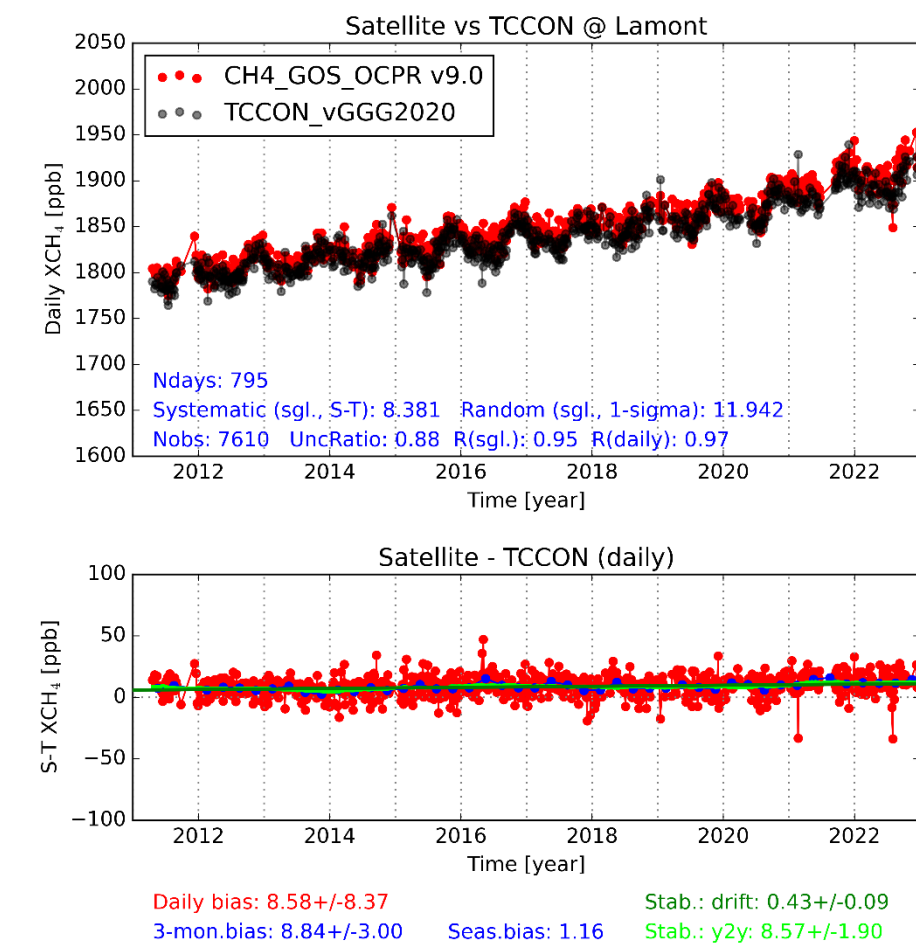 Satellite vs TCCON @ Lamont
2050
2000
1950
1900
1850
1800
1750
1700
1650
1600
Daily XCH₄ [ppb]
CH4_GOS_OCPR v9.0
TCCON_vGGG2020
Ndays: 795
Systematic (sgl., S-T): 8.381 Random (sgl., 1-sigma): 11.942
Nobs: 7610 UncRatio: 0.88 R(sgl.): 0.95 R(daily): 0.97
2012 2014 2016 2018 2020 2022
Time [year]
Satellite - TCCON (daily)
100
50
0
−50
−100
S-T XCH₄ [ppb]
2012 2014 2016 2018 2020 2022
Time [year]
Daily bias: 8.58+/-8.37 Stab.: drift: 0.43+/-0.09
3-mon.bias: 8.84+/-3.00 Seas.bias: 1.16 Stab.: y2y: 8.57+/-1.90